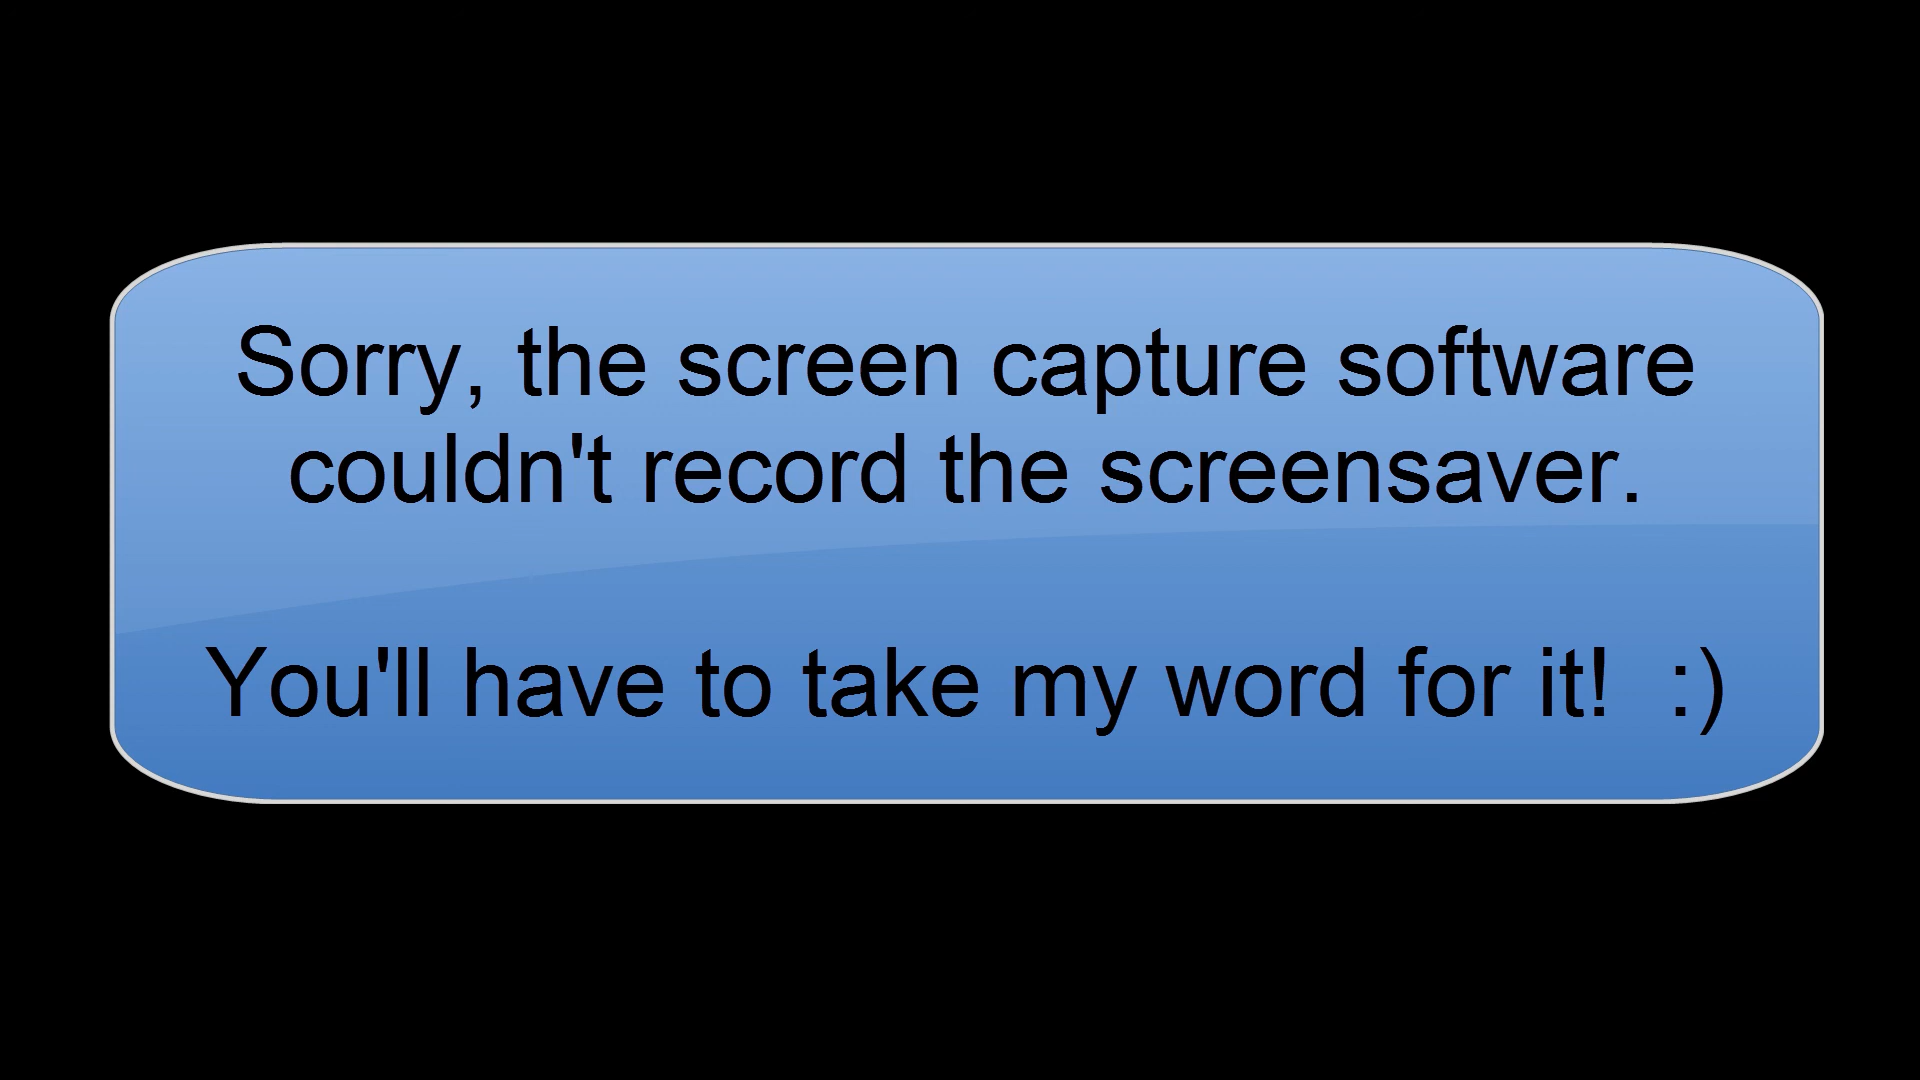 Sorry, the screen capture software
couldn't record the screensaver.
You'll have to take my word for it!  :)